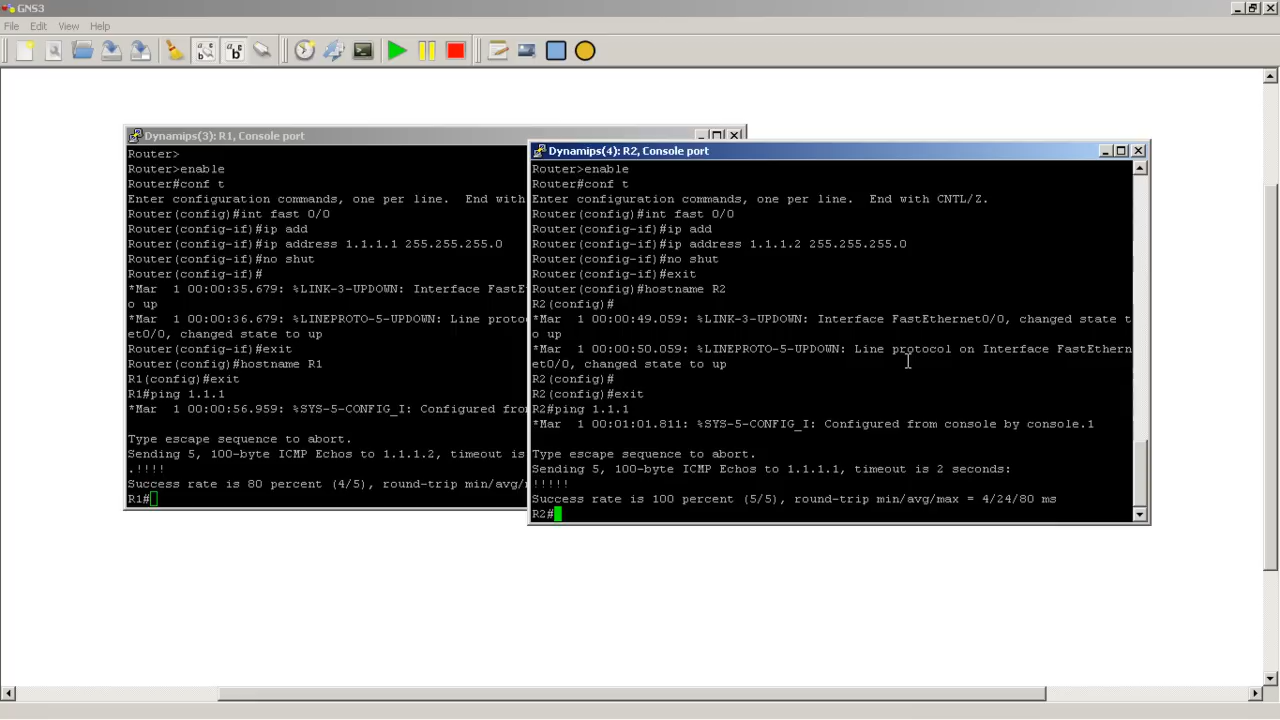 GNS3
File Edit View Help
Dynamips(3): R1, Console port
Router>
Router>enable
Router#conf t
Enter configuration commands, one per line.  End with
Router(config)#int fast 0/0
Router(config-if)#ip add
Router(config-if)#ip address 1.1.1.1 255.255.255.0
Router(config-if)#no shut
Router(config-if)#
*Mar  1 00:00:35.679: %LINK-3-UPDOWN: Interface FastE
o up
*Mar  1 00:00:36.679: %LINEPROTO-5-UPDOWN: Line proto
et0/0, changed state to up
Router(config-if)#exit
Router(config)#hostname R1
R1(config)#exit
R1#ping 1.1.1
*Mar  1 00:00:56.959: %SYS-5-CONFIG_I: Configured fro
Type escape sequence to abort.
Sending 5, 100-byte ICMP Echos to 1.1.1.2, timeout is
.!!!!
Success rate is 80 percent (4/5), round-trip min/avg/
R1#
Dynamips(4): R2, Console port
Router>enable
Router#conf t
Enter configuration commands, one per line.  End with CNTL/Z.
Router(config)#int fast 0/0
Router(config-if)#ip add
Router(config-if)#ip address 1.1.1.2 255.255.255.0
Router(config-if)#no shut
Router(config-if)#exit
Router(config)#hostname R2
R2(config)#
*Mar  1 00:00:49.059: %LINK-3-UPDOWN: Interface FastEthernet0/0, changed state t
o up
*Mar  1 00:00:50.059: %LINEPROTO-5-UPDOWN: Line protocol on Interface FastEthern
et0/0, changed state to up
R2(config)#
R2(config)#exit
R2#ping 1.1.1
*Mar  1 00:01:01.811: %SYS-5-CONFIG_I: Configured from console by console.1
Type escape sequence to abort.
Sending 5, 100-byte ICMP Echos to 1.1.1.1, timeout is 2 seconds:
!!!!!
Success rate is 100 percent (5/5), round-trip min/avg/max = 4/24/80 ms
R2#